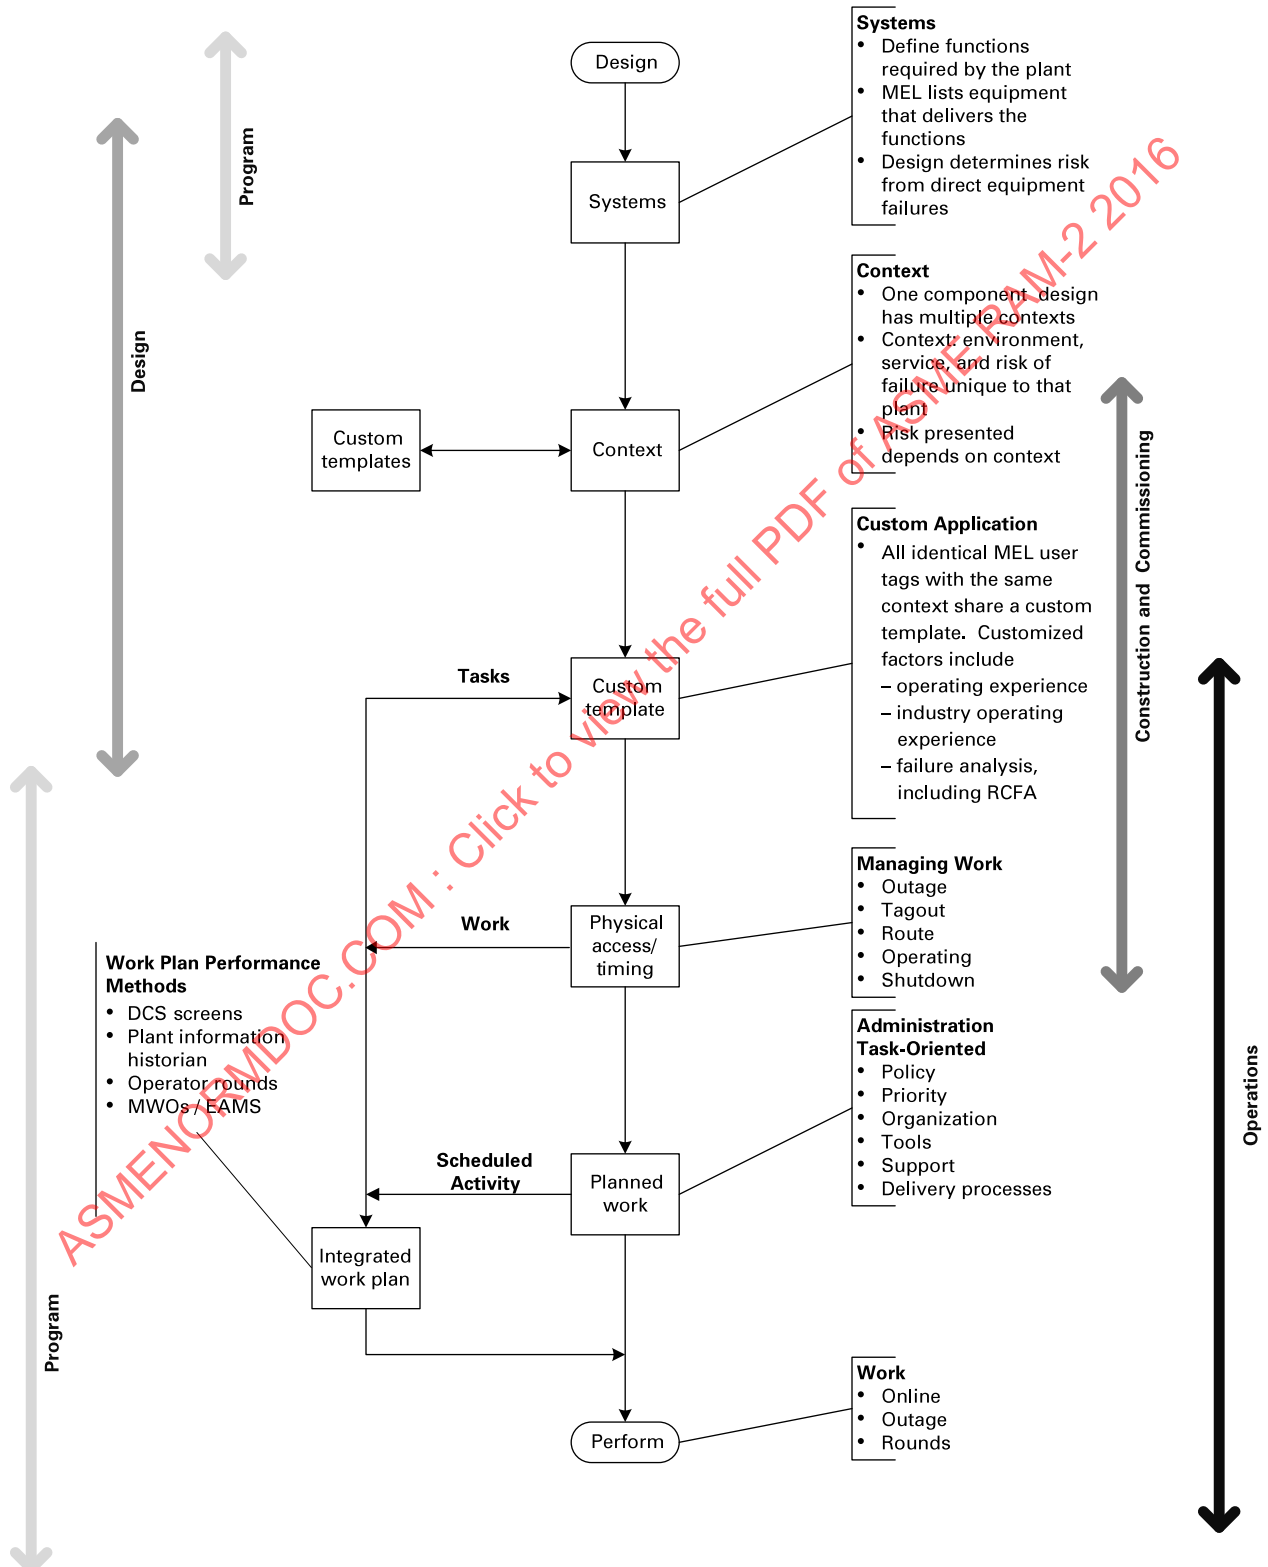 Design
Systems
Context
Custom
templates
Custom
template
Physical
access/
timing
Planned
work
Integrated
work plan
Perform
Tasks
Work
Scheduled
Activity
Systems
• Define functions
required by the plant
• MEL lists equipment
that delivers the
functions
• Design determines risk
from direct equipment
failures
Context
• One component design
has multiple contexts
• Context: environment,
service, and risk of
failure unique to that
plant
• Risk presented
depends on context
Custom Application
• All identical MEL user
tags with the same
context share a custom
template. Customized
factors include
– operating experience
– industry operating
experience
– failure analysis,
including RCFA
Managing Work
• Outage
• Tagout
• Route
• Operating
• Shutdown
Administration
Task-Oriented
• Policy
• Priority
• Organization
• Tools
• Support
• Delivery processes
Work
• Online
• Outage
• Rounds
Work Plan Performance
Methods
• DCS screens
• Plant information
historian
• Operator rounds
• MWOs / EAMS
Program
Design
Program
Construction and Commissioning
Operations
ASMENORMDOC.COM : Click to view the full PDF of ASME RAM-2 2016